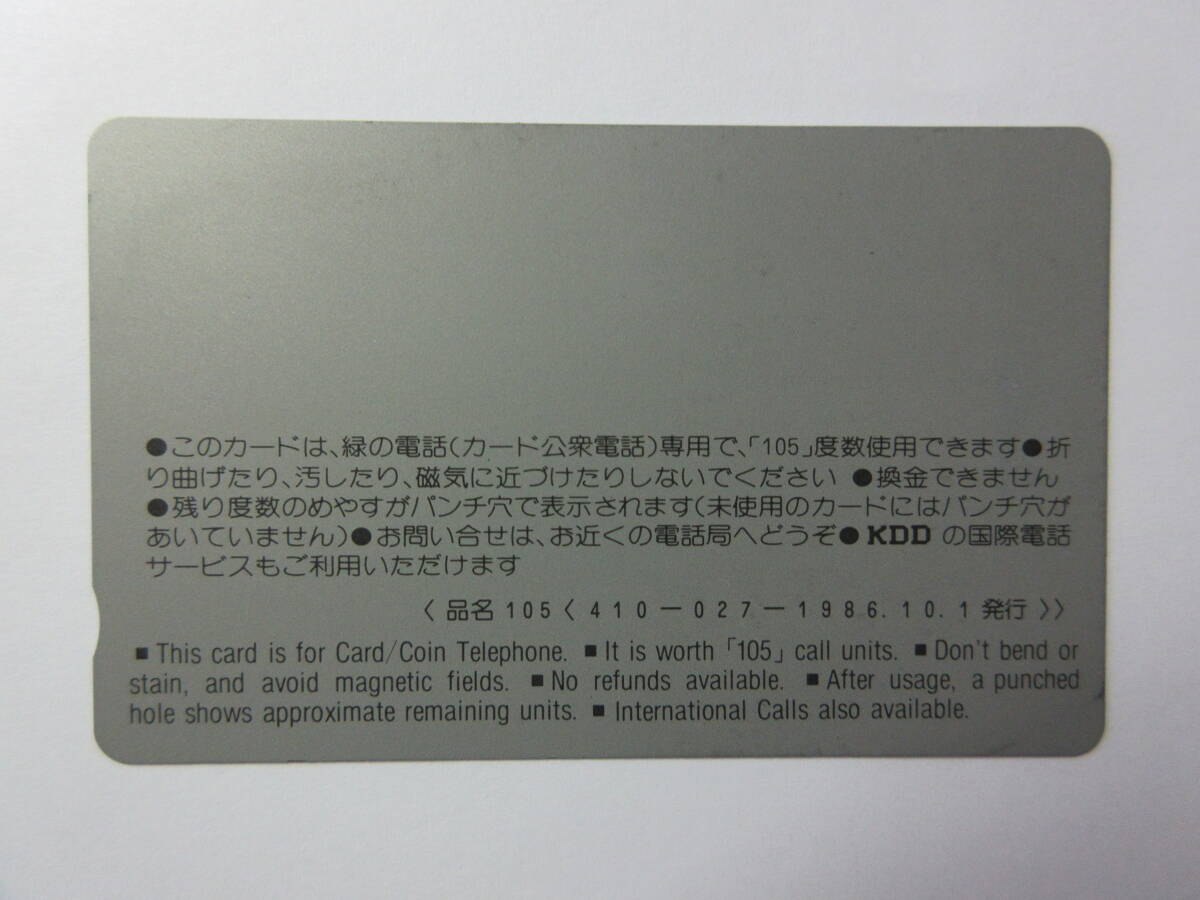 ●このカードは、緑の電話(カード公衆電話)専用で、「105」度数使用できます●折
り曲げたり、汚したり、磁気に近づけたりしないでください ●換金できません
●残り度数のめやすがパンチ穴で表示されます(未使用のカードにはパンチ穴が
あいていません)●お問い合せは、お近くの電話局へどうぞ● KDD の国際電話
サービスもご利用いただけます
〈 品名 105〈 410−027−1986.10.1 発行 〉〉
■ This card is for Card/Coin Telephone. ■ It is worth「105」call units. ■ Don't bend or
stain, and avoid magnetic fields. ■ No refunds available. ■ After usage, a punched
hole shows approximate remaining units. ■ International Calls also available.